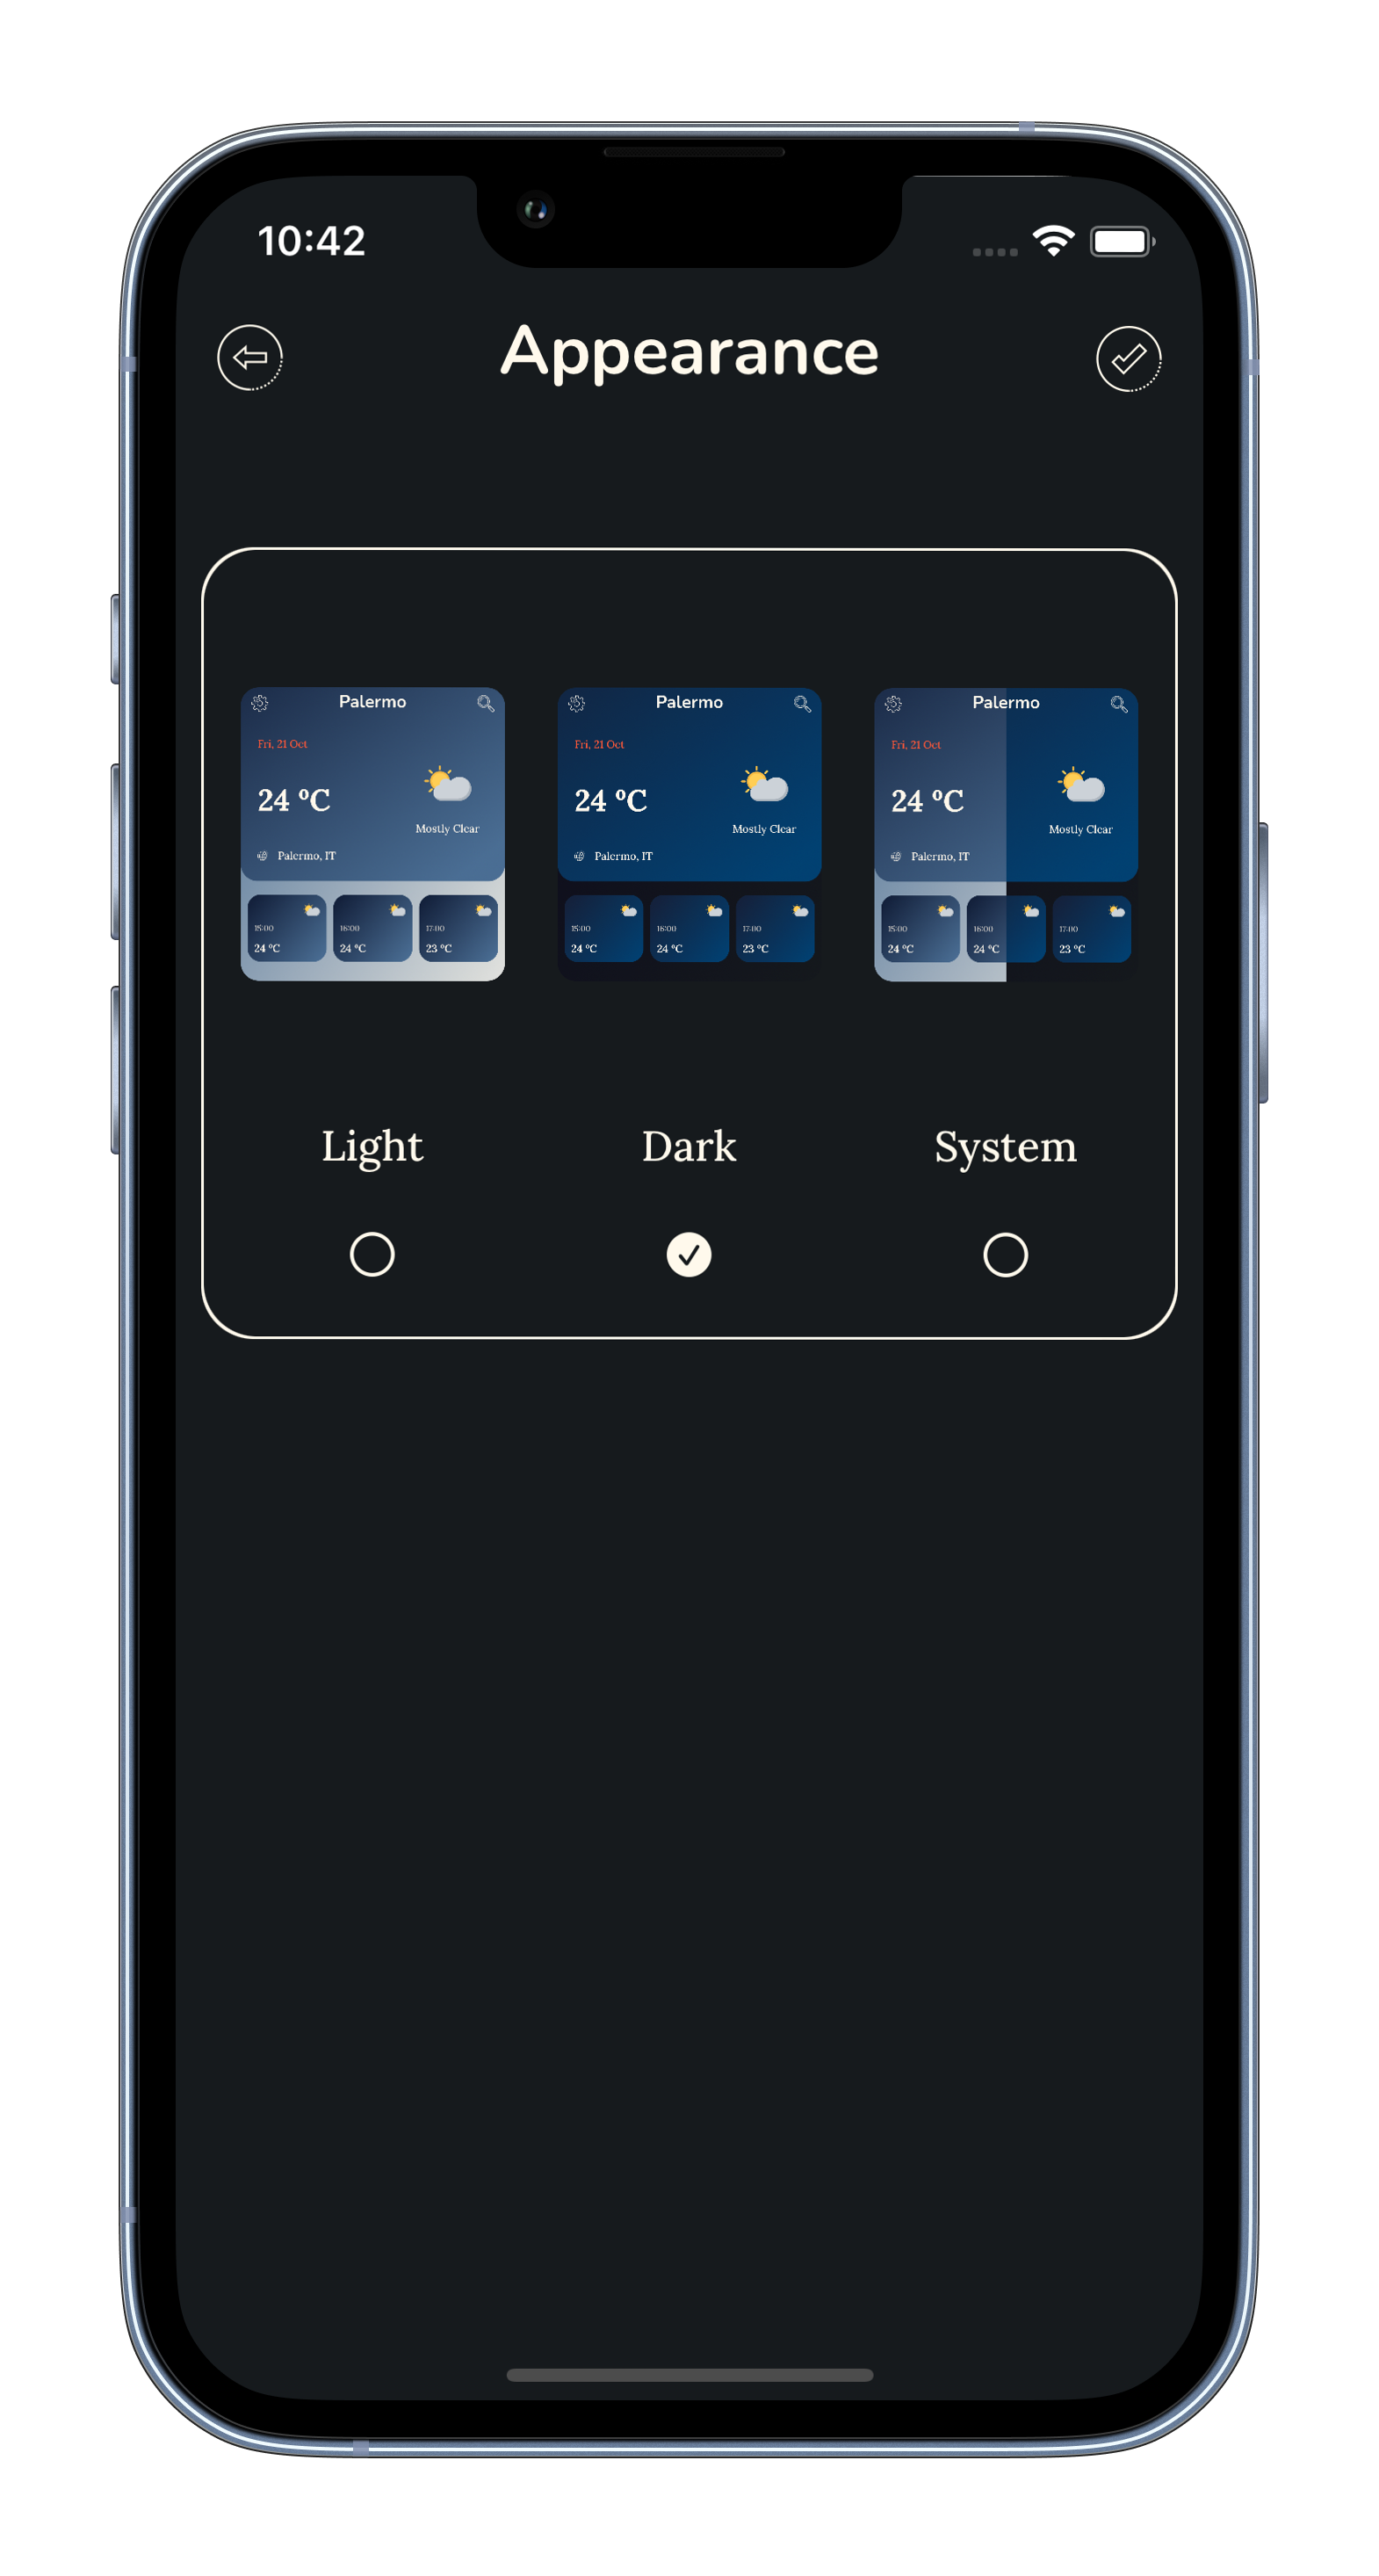 10:42
Appearance
Palermo
Fri, 21 Oct
24 °C
Mostly Clear
Palermo, IT
15:00
24 °C
16:00
24 °C
17:00
23 °C
Palermo
Fri, 21 Oct
24 °C
Mostly Clear
Palermo, IT
15:00
24 °C
16:00
24 °C
17:00
23 °C
Palermo
Fri, 21 Oct
24 °C
Mostly Clear
Palermo, IT
15:00
24 °C
16:00
24 °C
17:00
23 °C
Light
Dark
System